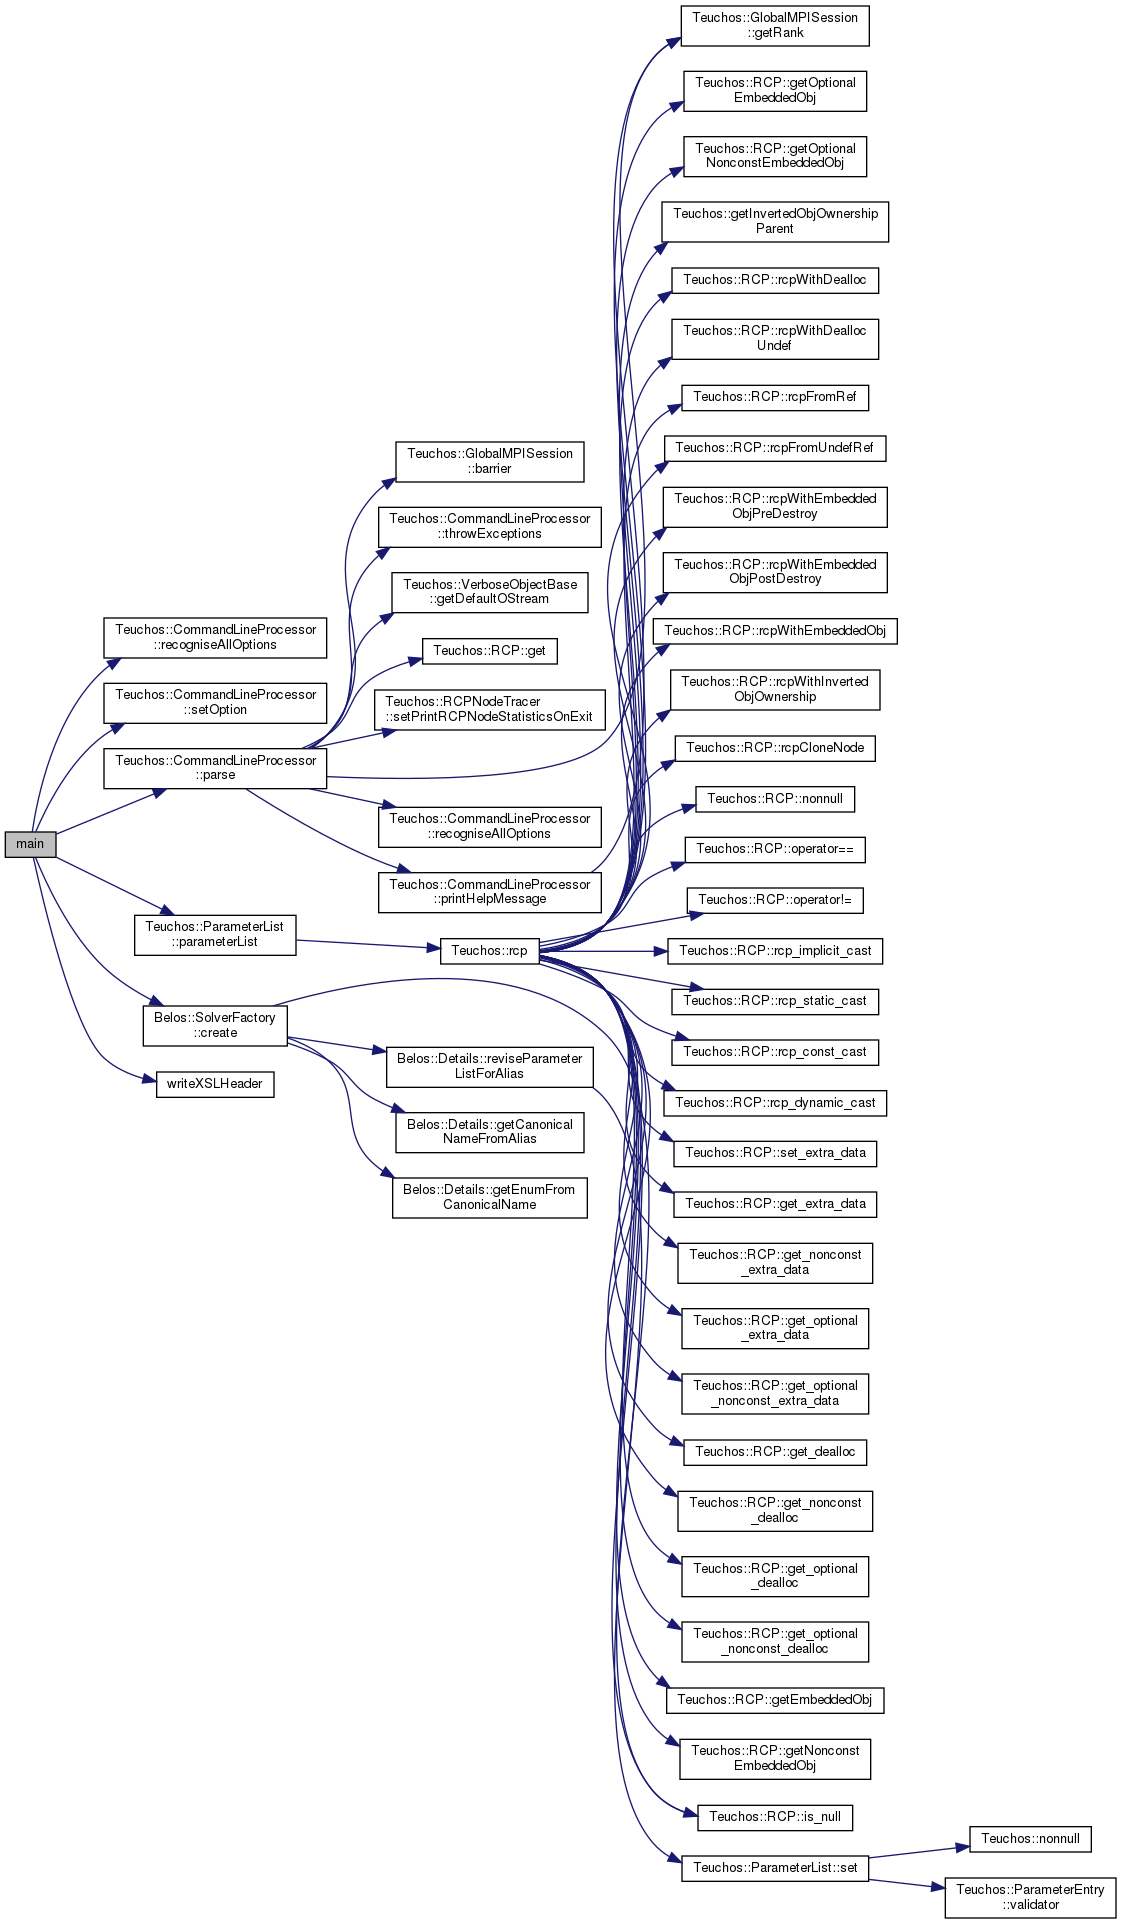 Teuchos::GlobalMPISession
::getRank
Teuchos::RCP::getOptional
EmbeddedObj
Teuchos::RCP::getOptional
NonconstEmbeddedObj
Teuchos::getInvertedObjOwnership
Parent
Teuchos::RCP::rcpWithDealloc
Teuchos::RCP::rcpWithDealloc
Undef
Teuchos::RCP::rcpFromRef
Teuchos::RCP::rcpFromUndefRef
Teuchos::RCP::rcpWithEmbedded
ObjPreDestroy
Teuchos::RCP::rcpWithEmbedded
ObjPostDestroy
Teuchos::RCP::rcpWithEmbeddedObj
Teuchos::RCP::rcpWithInverted
ObjOwnership
Teuchos::RCP::rcpCloneNode
Teuchos::RCP::nonnull
Teuchos::RCP::operator==
Teuchos::RCP::operator!=
Teuchos::RCP::rcp_implicit_cast
Teuchos::RCP::rcp_static_cast
Teuchos::RCP::rcp_const_cast
Teuchos::RCP::rcp_dynamic_cast
Teuchos::RCP::set_extra_data
Teuchos::RCP::get_extra_data
Teuchos::RCP::get_nonconst
_extra_data
Teuchos::RCP::get_optional
_extra_data
Teuchos::RCP::get_optional
_nonconst_extra_data
Teuchos::RCP::get_dealloc
Teuchos::RCP::get_nonconst
_dealloc
Teuchos::RCP::get_optional
_dealloc
Teuchos::RCP::get_optional
_nonconst_dealloc
Teuchos::RCP::getEmbeddedObj
Teuchos::RCP::getNonconst
EmbeddedObj
Teuchos::RCP::is_null
Teuchos::ParameterList::set
Teuchos::nonnull
Teuchos::ParameterEntry
::validator
Teuchos::GlobalMPISession
::barrier
Teuchos::CommandLineProcessor
::throwExceptions
Teuchos::VerboseObjectBase
::getDefaultOStream
Teuchos::RCP::get
Teuchos::RCPNodeTracer
::setPrintRCPNodeStatisticsOnExit
Teuchos::CommandLineProcessor
::recogniseAllOptions
Teuchos::CommandLineProcessor
::printHelpMessage
Teuchos::rcp
Belos::Details::reviseParameter
ListForAlias
Belos::Details::getCanonical
NameFromAlias
Belos::Details::getEnumFrom
CanonicalName
Teuchos::CommandLineProcessor
::recogniseAllOptions
Teuchos::CommandLineProcessor
::setOption
Teuchos::CommandLineProcessor
::parse
Teuchos::ParameterList
::parameterList
Belos::SolverFactory
::create
writeXSLHeader
main